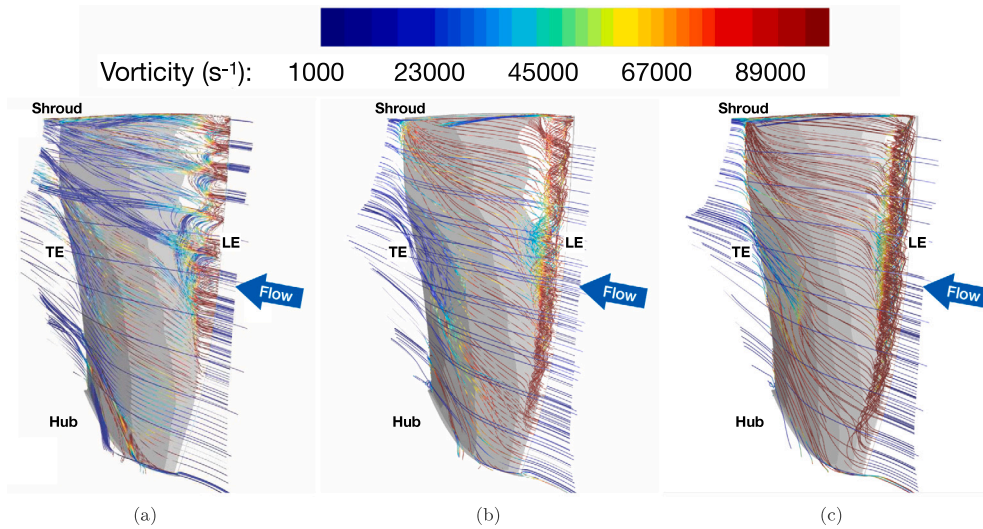 Vorticity (s-1): 1000 23000 45000 67000 89000
Shroud Shroud Shroud
TE LE TE LE TE LE
Flow Flow Flow
Hub Hub Hub
(a) (b) (c)